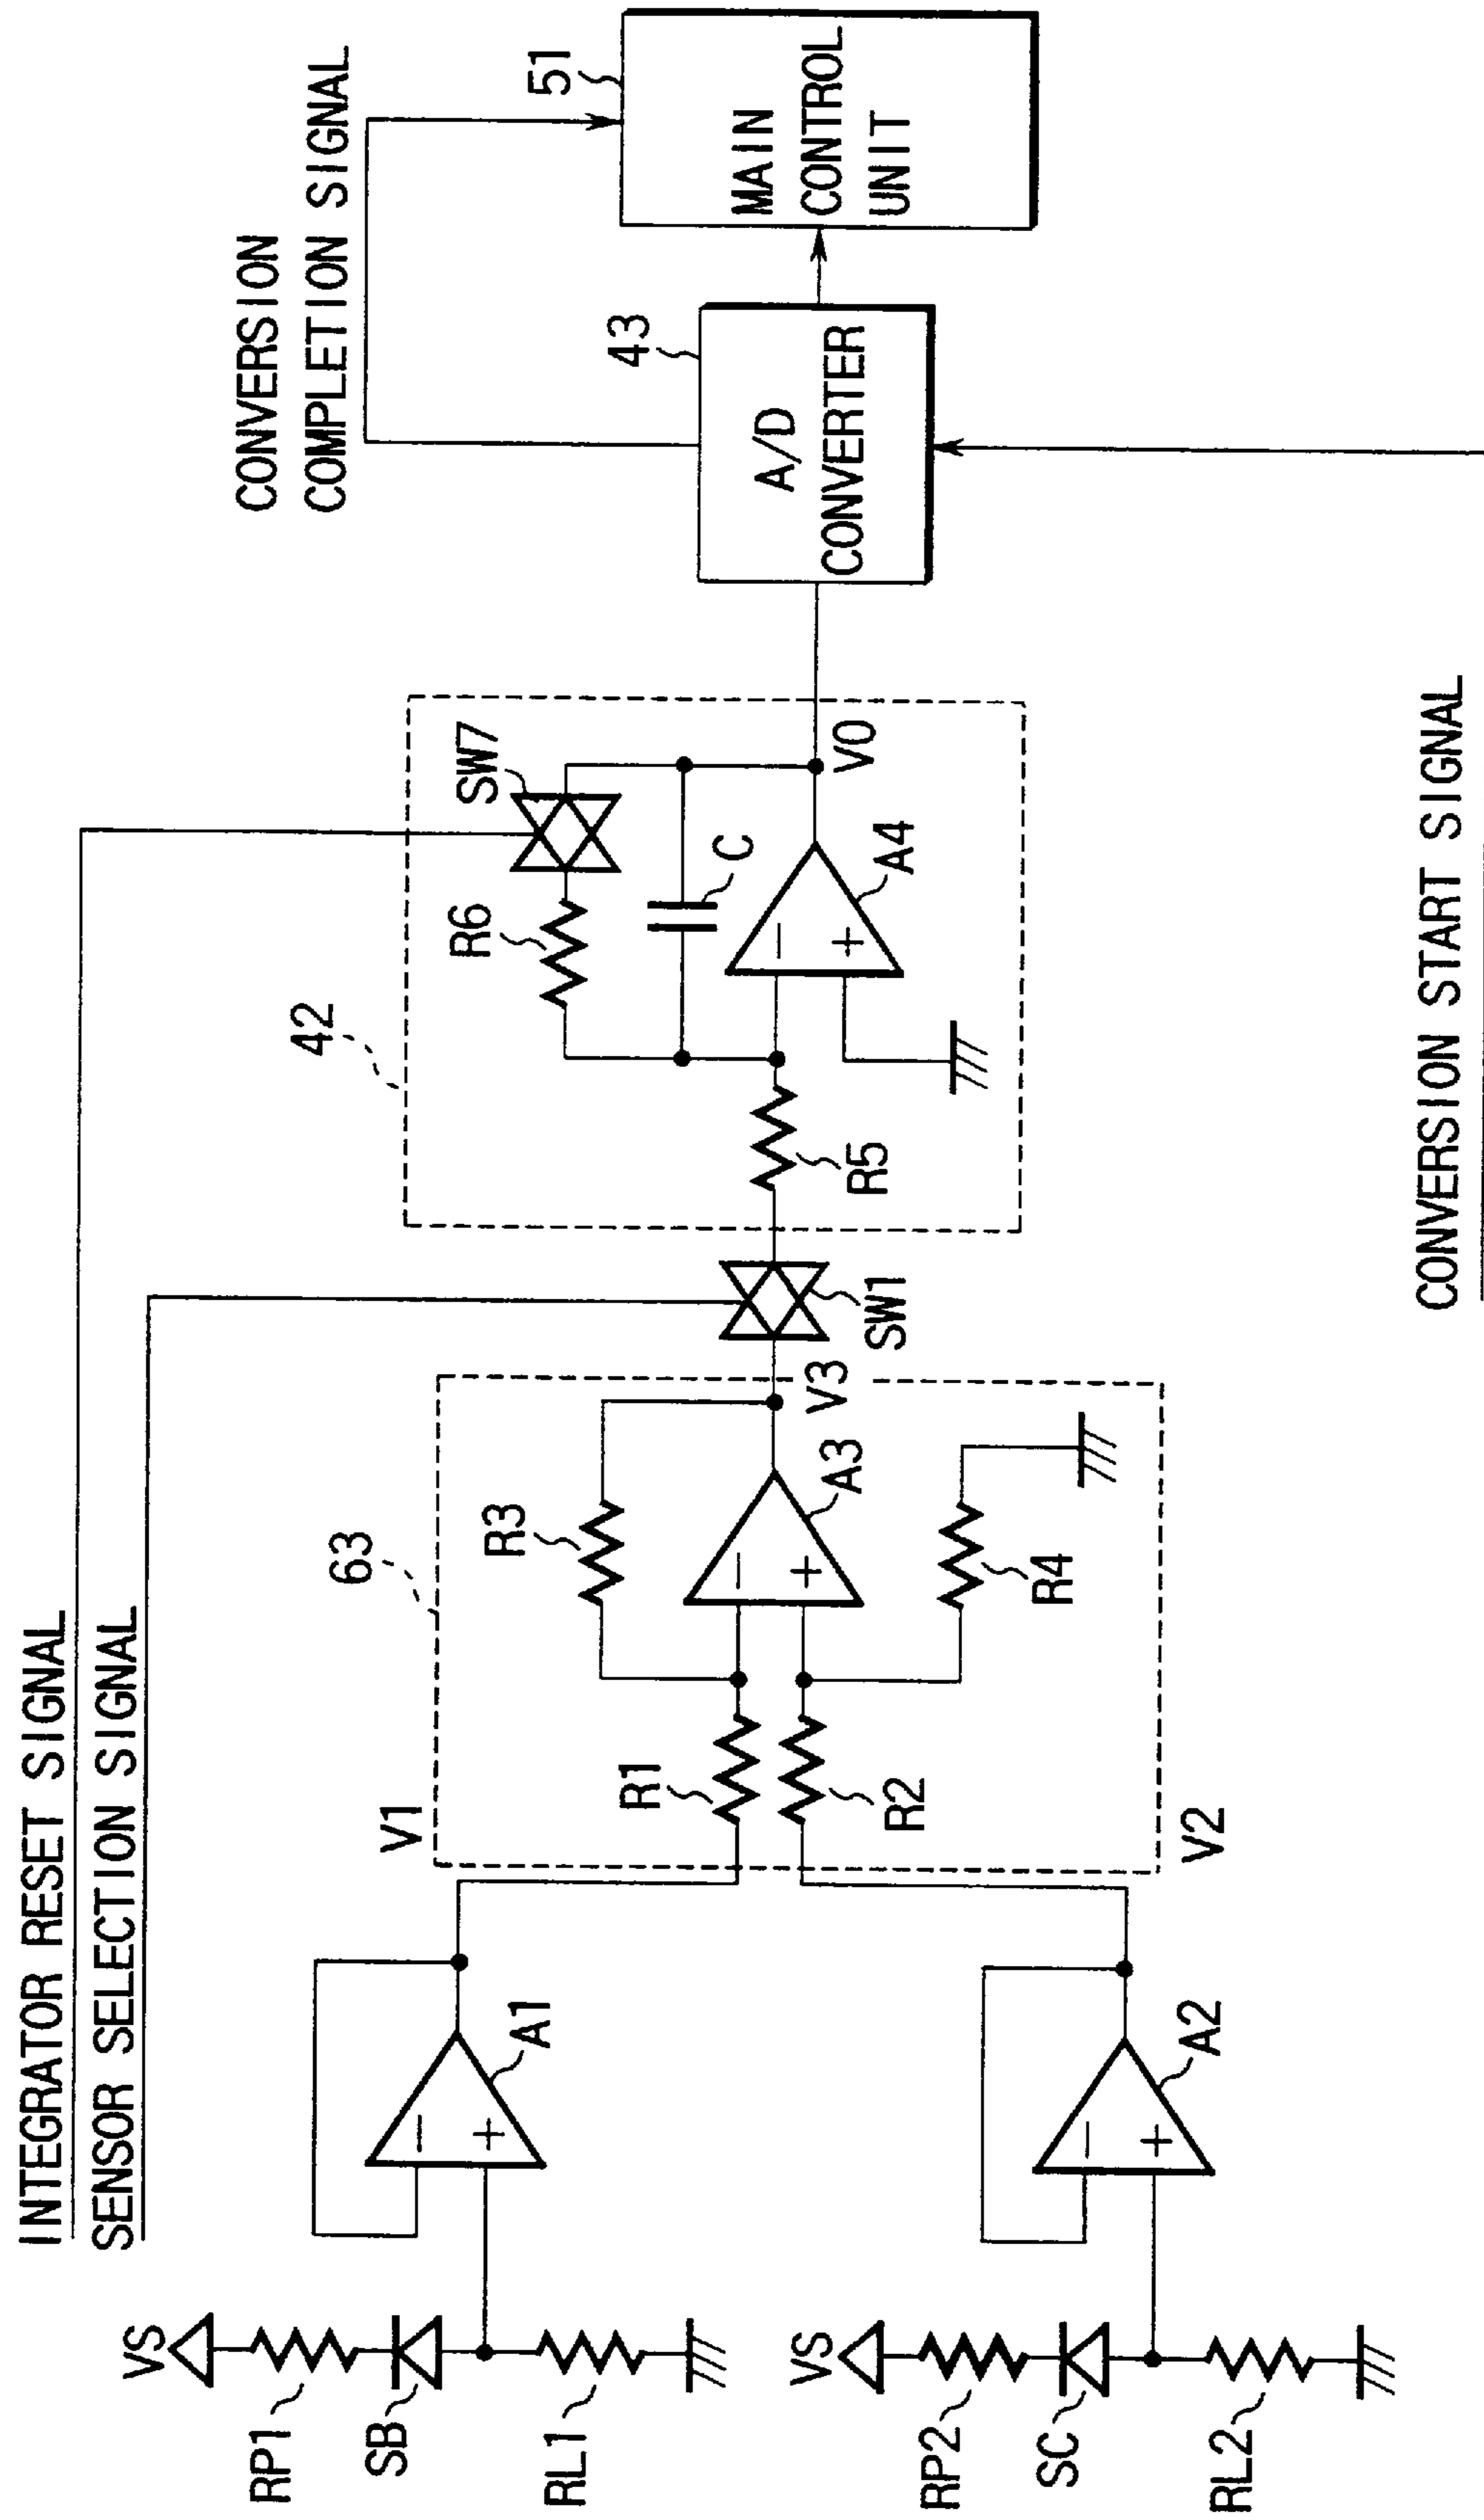 INTEGRATOR RESET SIGNAL
SENSOR SELECTION SIGNAL
CONVERSION
COMPLETION SIGNAL
51
MAIN
CONTROL
UNIT
43
A/D
CONVERTER
42
SW7
R6
C
A4
V0
R5
SW1
63
V3
R3
A3
R4
R1
R2
V1
V2
A1
A2
VS
RP1
SB
RL1
VS
RP2
SC
RL2
CONVERSION START SIGNAL
−
+
−
+
−
+
−
+